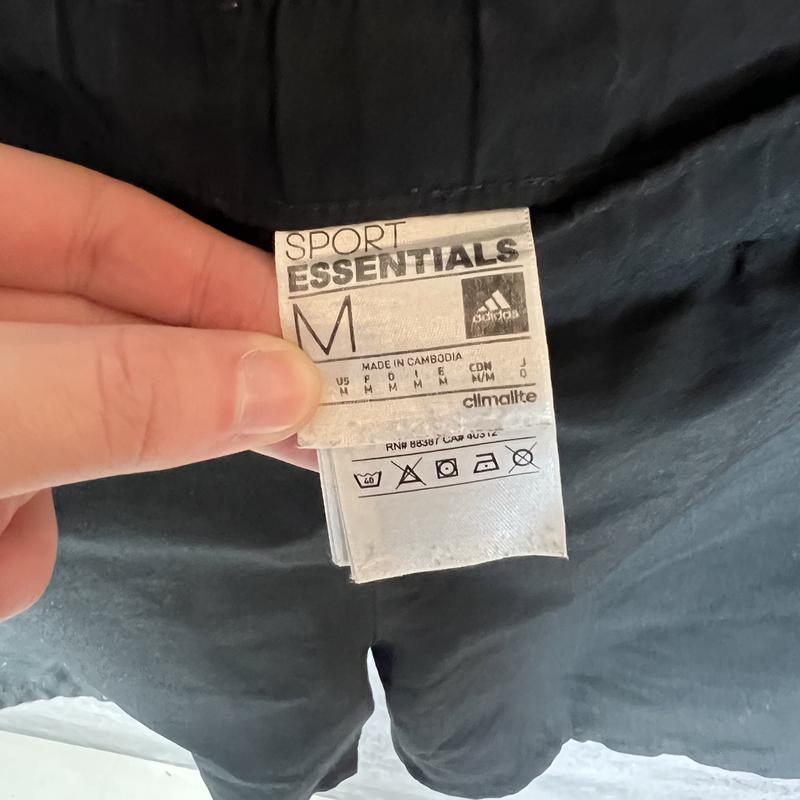 SPORT
ESSENTIALS
M
adidas
MADE IN CAMBODIA
US F D I E CDN J
M M M M M M/M O
climalite
RN# 88387 CA# 40312
40